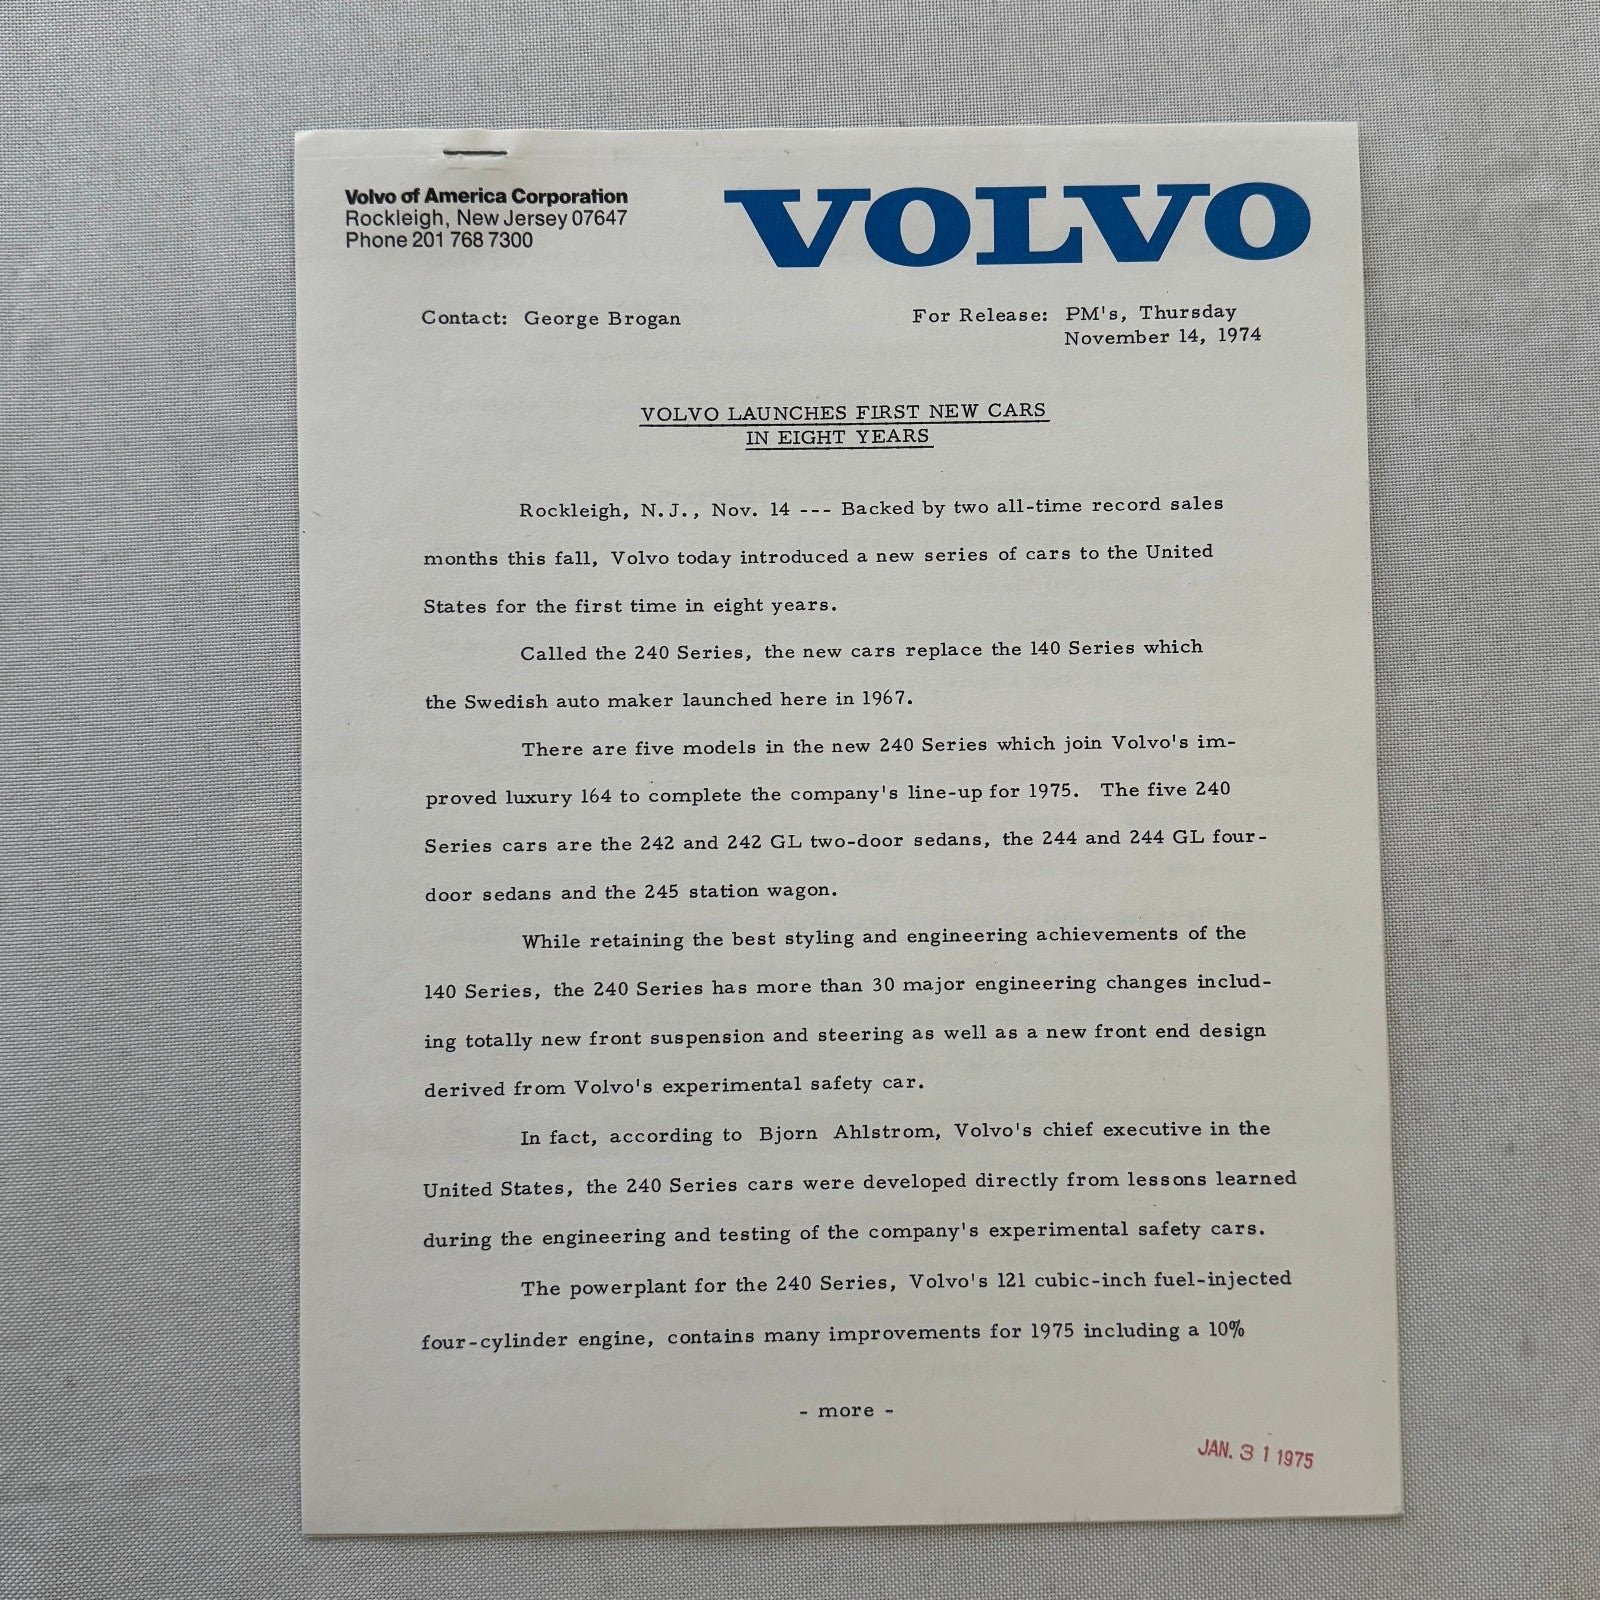 Volvo of America Corporation
Rockleigh, New Jersey 07647
Phone 201 768 7300
VOLVO
Contact: George Brogan
For Release: PM's, Thursday
November 14, 1974
VOLVO LAUNCHES FIRST NEW CARS
IN EIGHT YEARS
Rockleigh, N.J., Nov. 14 --- Backed by two all-time record sales
months this fall, Volvo today introduced a new series of cars to the United
States for the first time in eight years.
Called the 240 Series, the new cars replace the 140 Series which
the Swedish auto maker launched here in 1967.
There are five models in the new 240 Series which join Volvo's im-
proved luxury 164 to complete the company's line-up for 1975. The five 240
Series cars are the 242 and 242 GL two-door sedans, the 244 and 244 GL four-
door sedans and the 245 station wagon.
While retaining the best styling and engineering achievements of the
140 Series, the 240 Series has more than 30 major engineering changes includ-
ing totally new front suspension and steering as well as a new front end design
derived from Volvo's experimental safety car.
In fact, according to Bjorn Ahlstrom, Volvo's chief executive in the
United States, the 240 Series cars were developed directly from lessons learned
during the engineering and testing of the company's experimental safety cars.
The powerplant for the 240 Series, Volvo's 121 cubic-inch fuel-injected
four-cylinder engine, contains many improvements for 1975 including a 10%
- more -
JAN. 31 1975